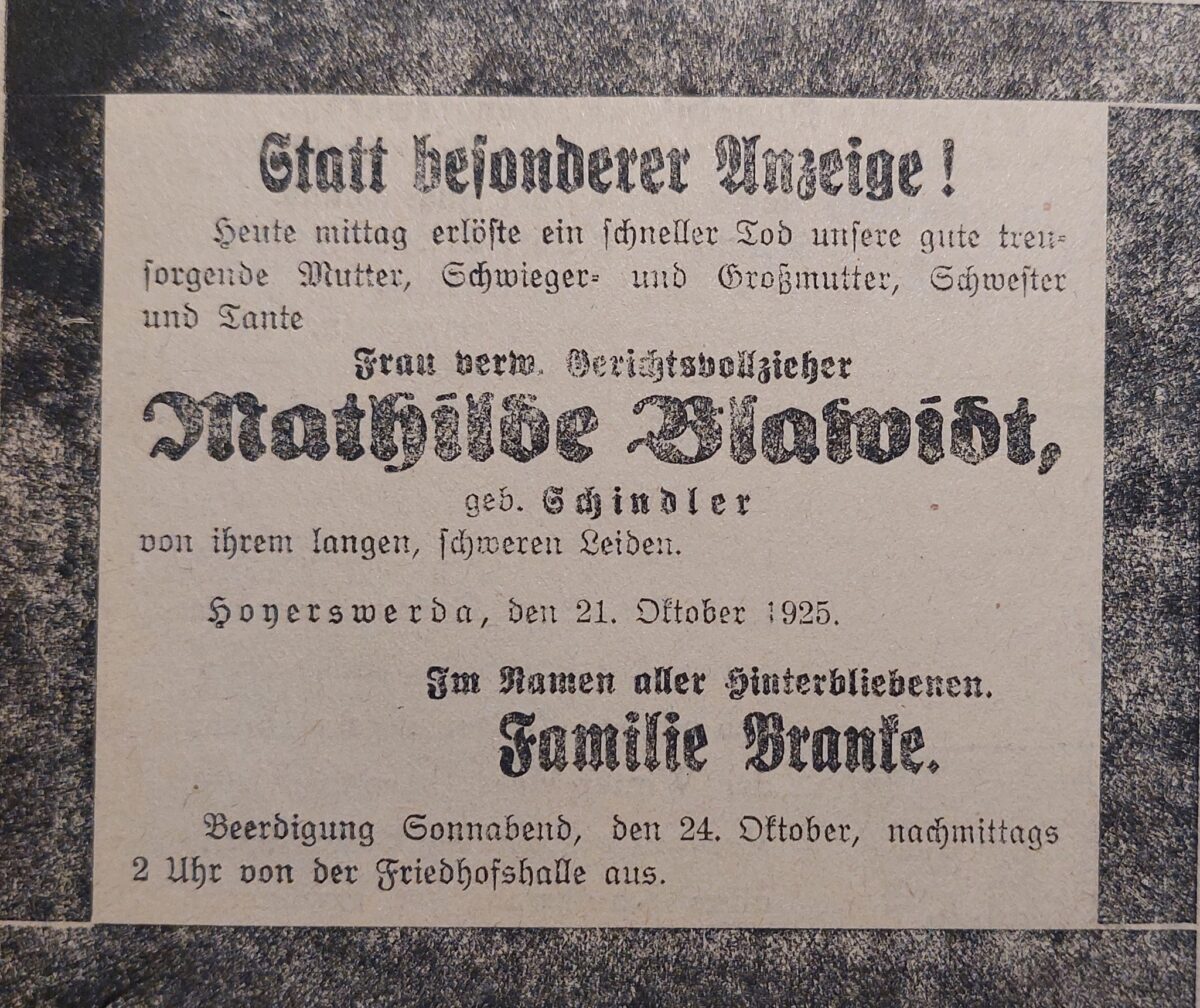 Statt besonderer Anzeige!
Heute mittag erlöste ein schneller Tod unsere gute treu-
sorgende Mutter, Schwieger- und Großmutter, Schwester
und Tante
Frau verw. Gerichtsvollzieher
Mathilde Blawidt,
geb. Schindler
von ihrem langen, schweren Leiden.
Hoyerswerda, den 21. Oktober 1925.
Im Namen aller Hinterbliebenen.
Familie Branke.
Beerdigung Sonnabend, den 24. Oktober, nachmittags
2 Uhr von der Friedhofshalle aus.